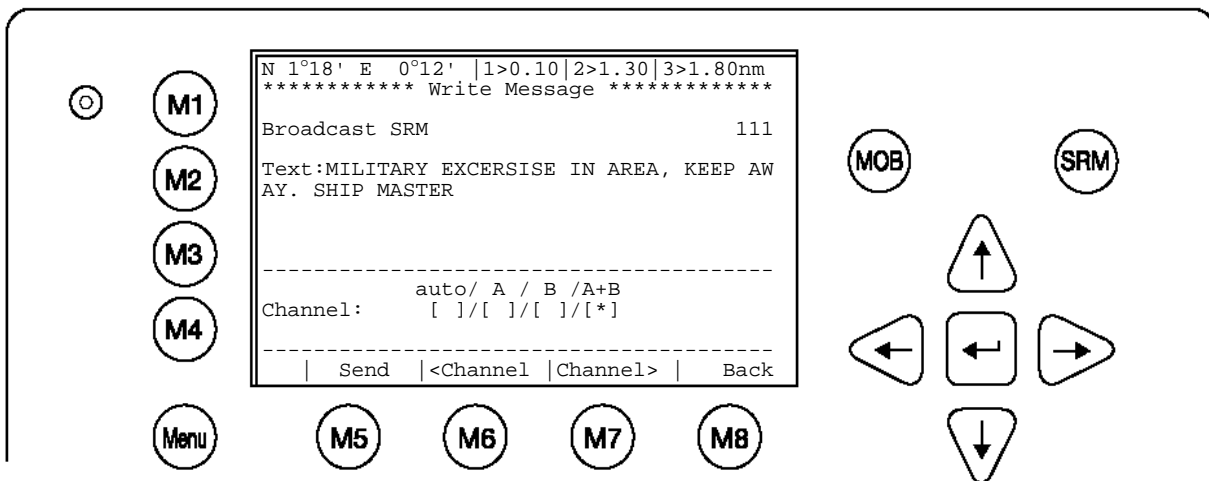 N 1°18' E 0°12' |1>0.10|2>1.30|3>1.80nm
************ Write Message *************
Broadcast SRM 111
Text:MILITARY EXCERSISE IN AREA, KEEP AW
AY. SHIP MASTER
----------------------------------------
auto/ A / B /A+B
Channel: [ ]/[ ]/[ ]/[*]
----------------------------------------
| Send |<Channel |Channel> | Back
M1
M2
M3
M4
Menu
M5
M6
M7
M8
MOB
SRM